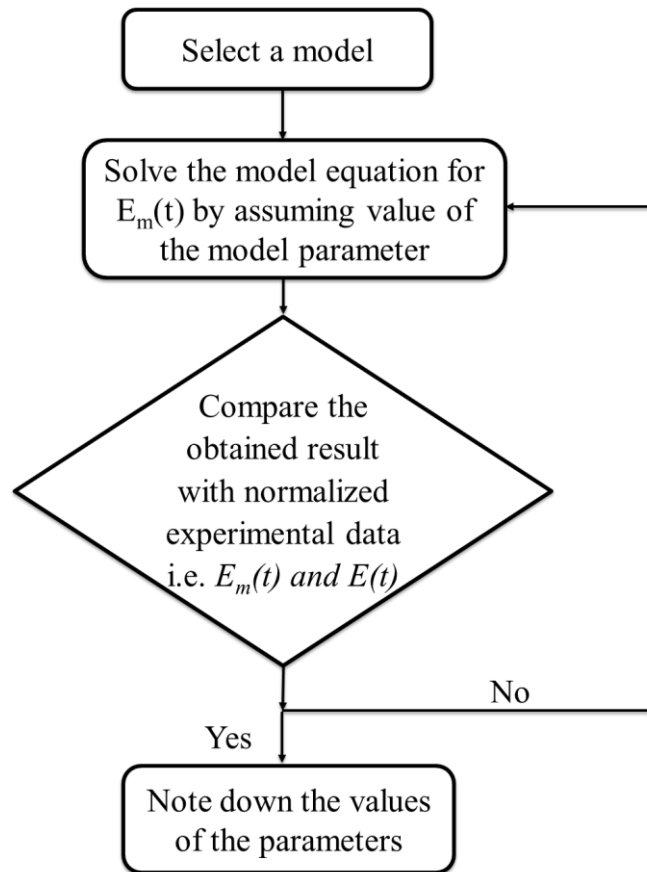 Select a model
Solve the model equation for
Eₘ(t) by assuming value of
the model parameter
Compare the
obtained result
with normalized
experimental data
i.e. Eₘ(t) and E(t)
No
Yes
Note down the values
of the parameters